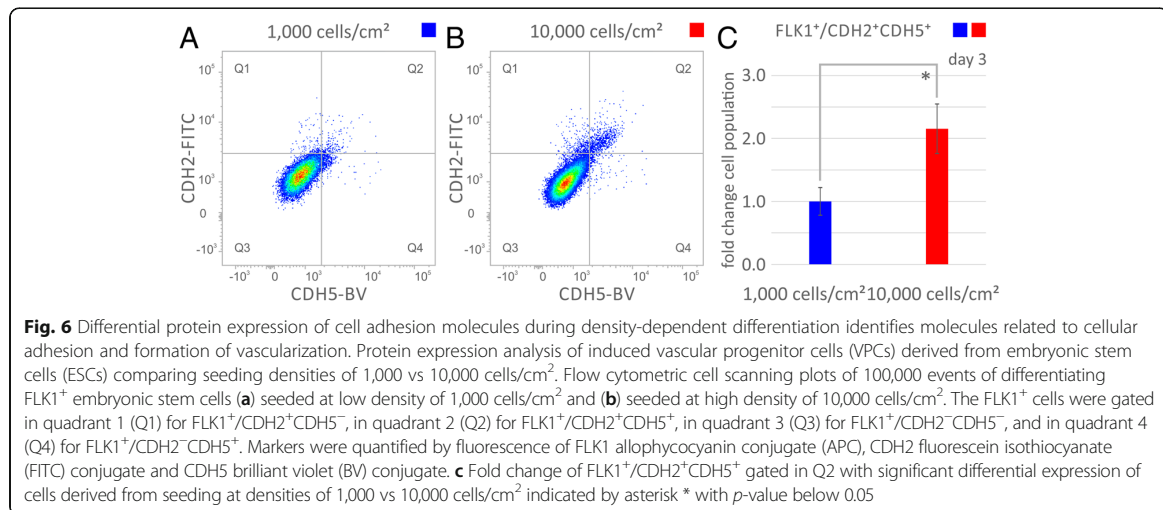 A 1,000 cells/cm²
B 10,000 cells/cm²
C FLK1⁺/CDH2⁺CDH5⁺
Q1 Q2
Q3 Q4
10⁵
10⁴
10³
0
-10³
CDH2-FITC
-10³ 0 10³ 10⁴ 10⁵
CDH5-BV
Q1 Q2
Q3 Q4
10⁵
10⁴
10³
0
-10³
CDH2-FITC
-10³ 0 10³ 10⁴ 10⁵
CDH5-BV
day 3
*
3.0
2.0
1.0
0.0
fold change cell population
1,000 cells/cm² 10,000 cells/cm²
Fig. 6 Differential protein expression of cell adhesion molecules during density-dependent differentiation identifies molecules related to cellular
adhesion and formation of vascularization. Protein expression analysis of induced vascular progenitor cells (VPCs) derived from embryonic stem
cells (ESCs) comparing seeding densities of 1,000 vs 10,000 cells/cm². Flow cytometric cell scanning plots of 100,000 events of differentiating
FLK1⁺ embryonic stem cells (a) seeded at low density of 1,000 cells/cm² and (b) seeded at high density of 10,000 cells/cm². The FLK1⁺ cells were gated
in quadrant 1 (Q1) for FLK1⁺/CDH2⁺CDH5⁻, in quadrant 2 (Q2) for FLK1⁺/CDH2⁺CDH5⁺, in quadrant 3 (Q3) for FLK1⁺/CDH2⁻CDH5⁻, and in quadrant 4
(Q4) for FLK1⁺/CDH2⁻CDH5⁺. Markers were quantified by fluorescence of FLK1 allophycocyanin conjugate (APC), CDH2 fluorescein isothiocyanate
(FITC) conjugate and CDH5 brilliant violet (BV) conjugate. c Fold change of FLK1⁺/CDH2⁺CDH5⁺ gated in Q2 with significant differential expression of
cells derived from seeding at densities of 1,000 vs 10,000 cells/cm² indicated by asterisk * with p-value below 0.05